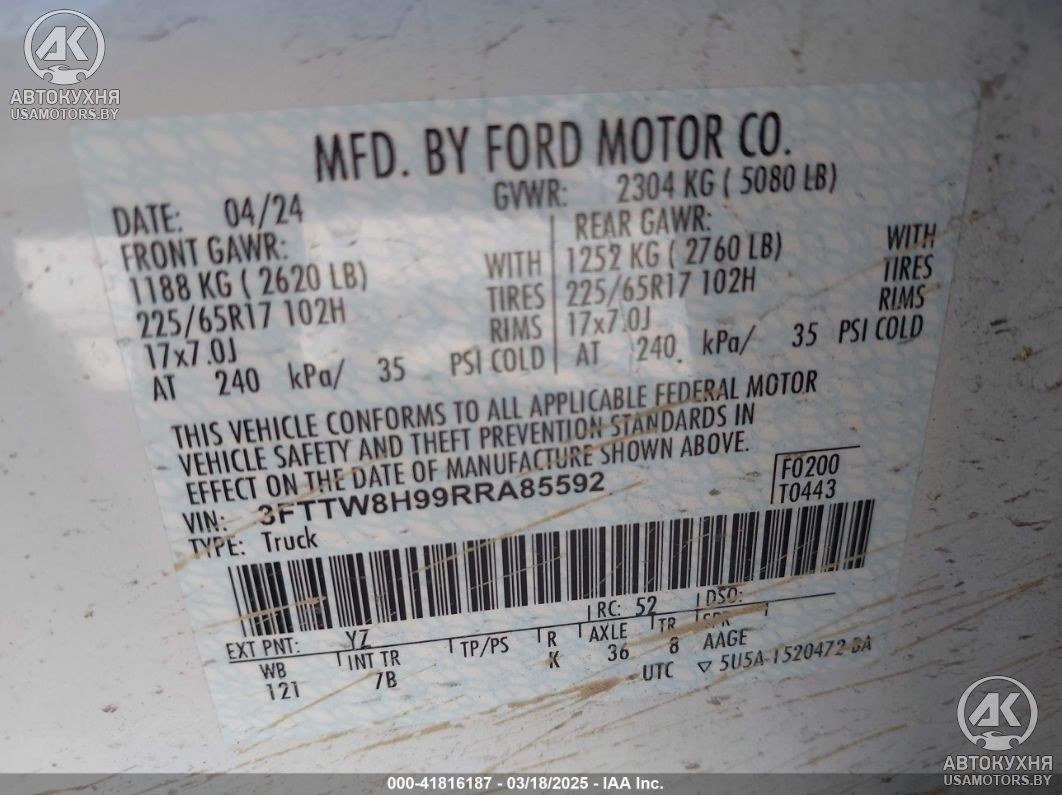 AK
АВТОКУХНЯ
USAMOTORS.BY
MFD. BY FORD MOTOR CO.
DATE: 04/24 GVWR: 2304 KG ( 5080 LB)
FRONT GAWR: REAR GAWR:
1188 KG ( 2620 LB) WITH 1252 KG ( 2760 LB) WITH
225/65R17 102H TIRES 225/65R17 102H TIRES
17x7.0J RIMS 17x7.0J RIMS
AT 240 kPa/ 35 PSI COLD AT 240 kPa/ 35 PSI COLD
THIS VEHICLE CONFORMS TO ALL APPLICABLE FEDERAL MOTOR
VEHICLE SAFETY AND THEFT PREVENTION STANDARDS IN
EFFECT ON THE DATE OF MANUFACTURE SHOWN ABOVE.
VIN: 3FTTW8H99RRA85592 F0200
TYPE: Truck T0443
EXT PNT: YZ RC: 52 DSO:
WB INT TR TP/PS R AXLE TR SPR
121 7B K 36 8 AAGE
UTC ▽ 5U5A-1520472-BA
AK
АВТОКУХНЯ
USAMOTORS.BY
000-41816187 - 03/18/2025 - IAA Inc.